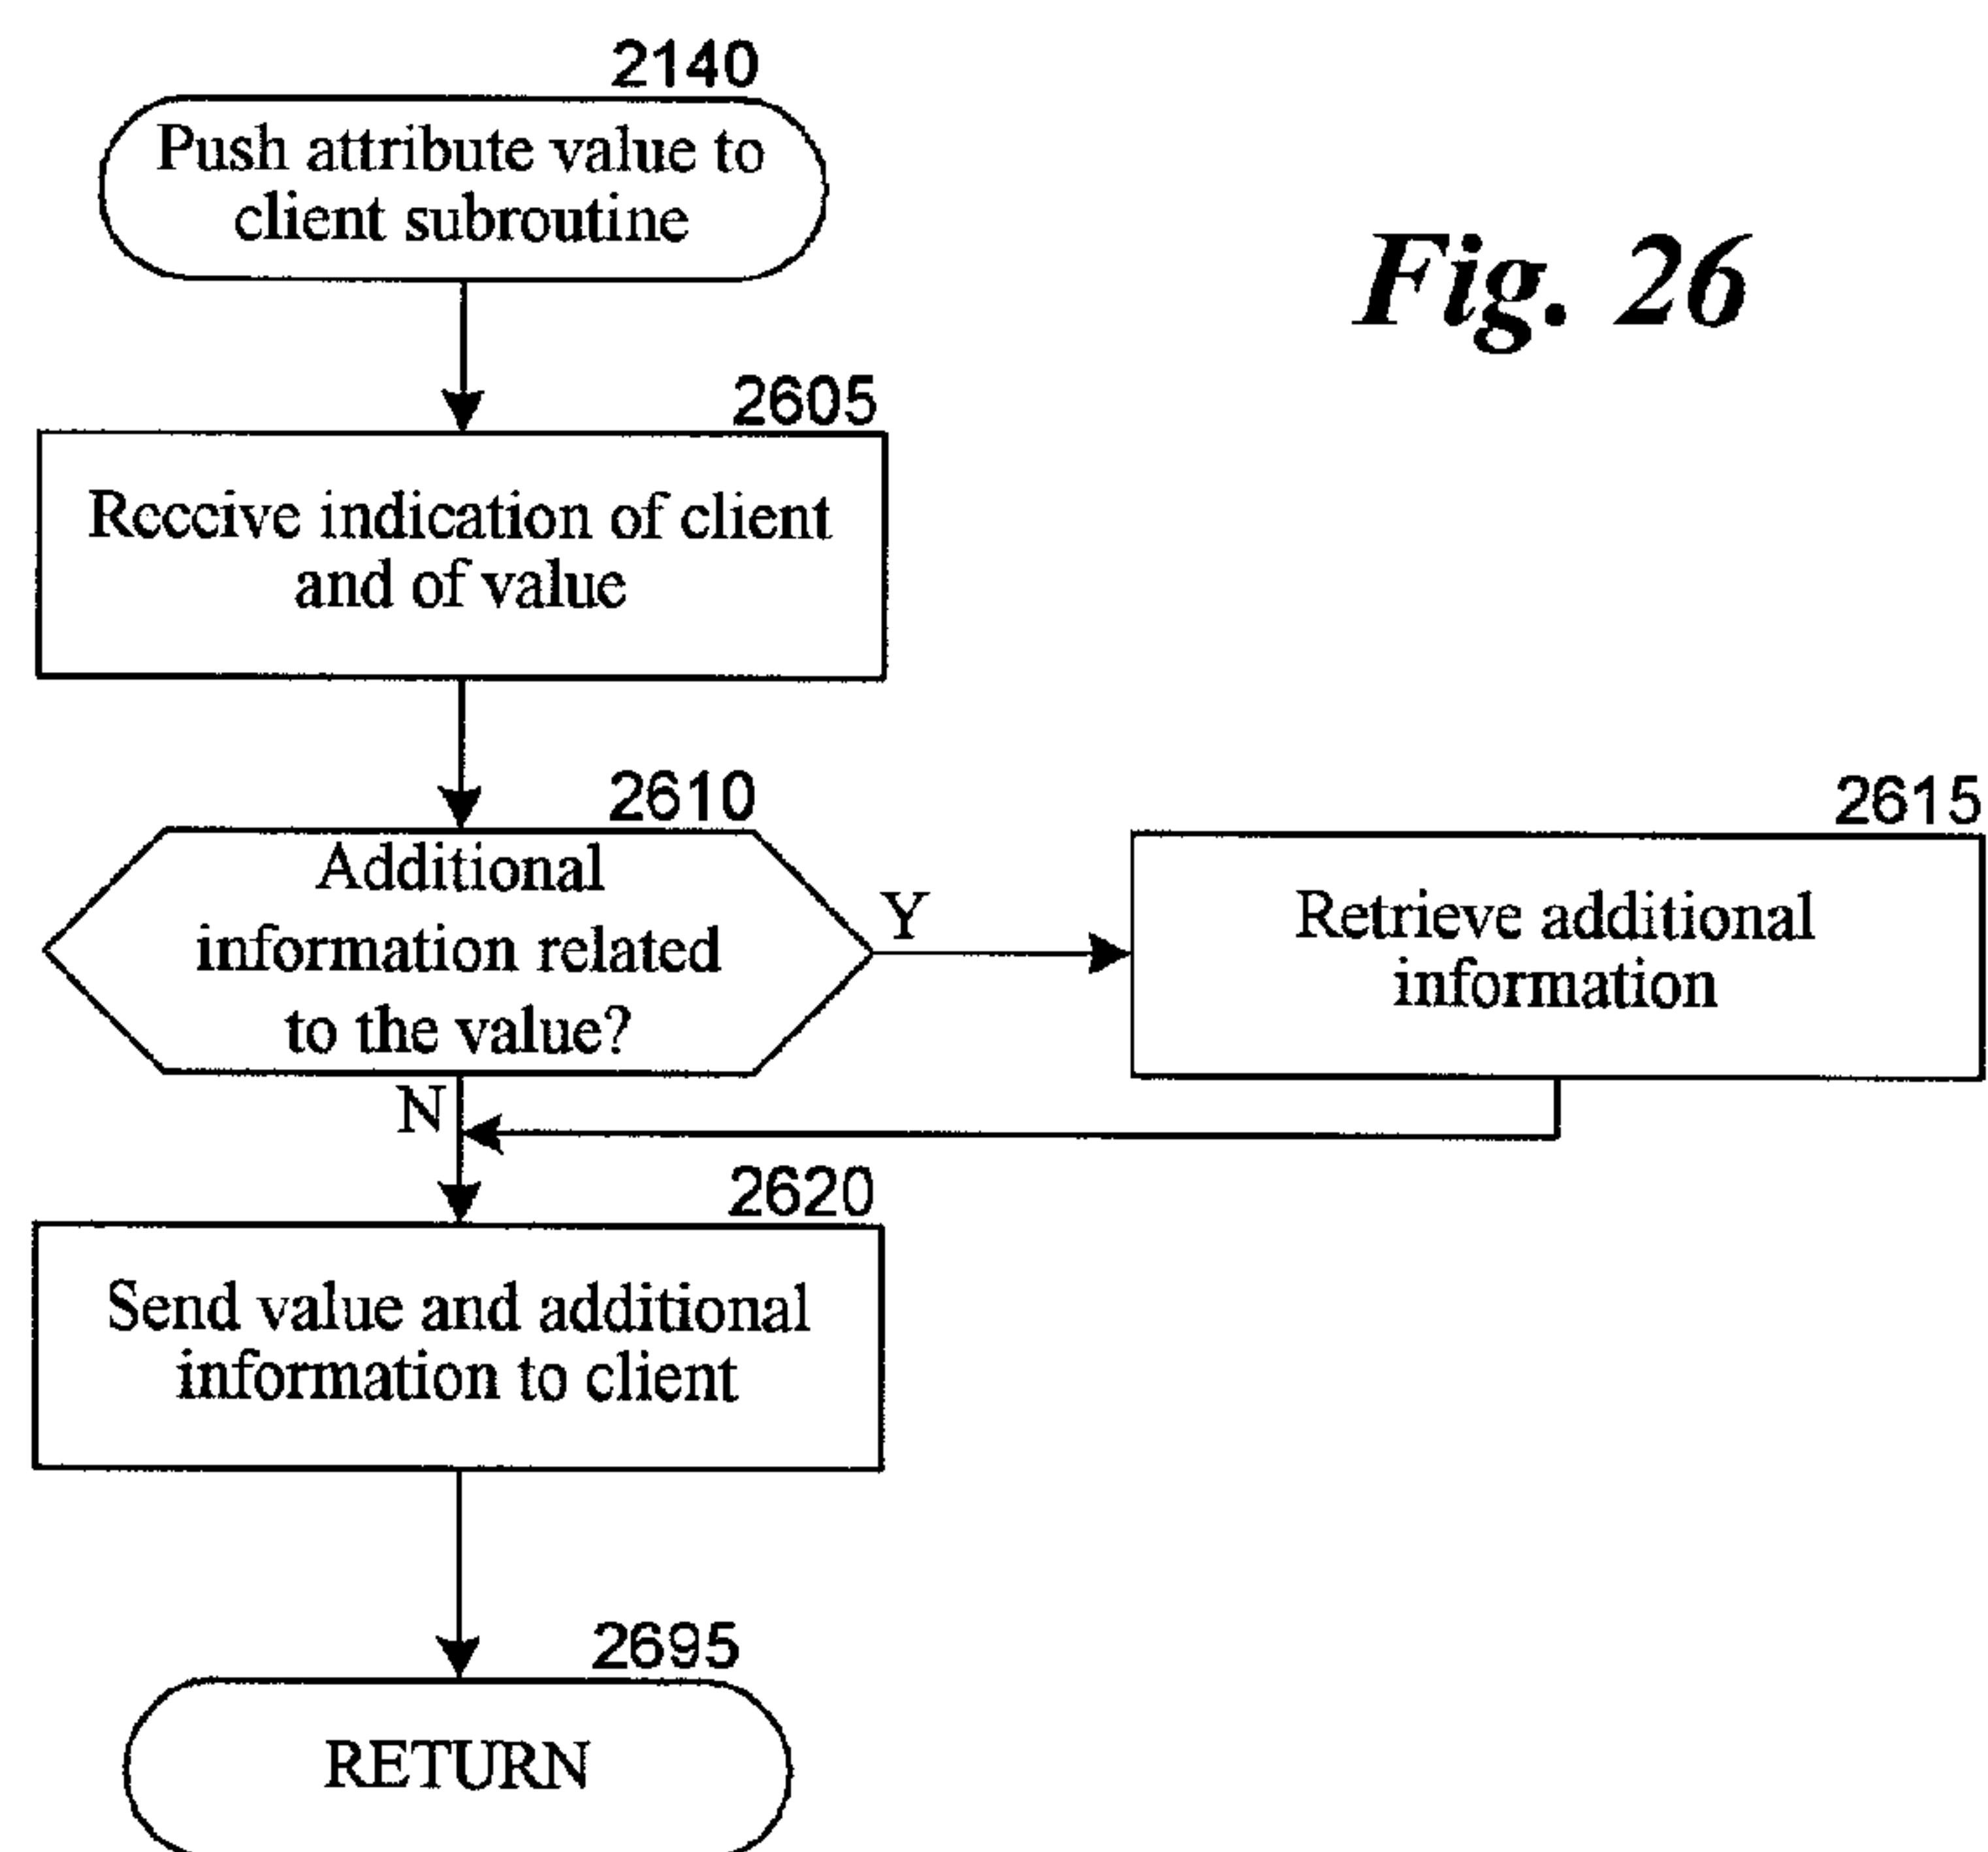 2140
Push attribute value to
client subroutine
Fig. 26
2605
Receive indication of client
and of value
2610
Additional
information related
to the value?
Y
2615
Retrieve additional
information
N
2620
Send value and additional
information to client
2695
RETURN